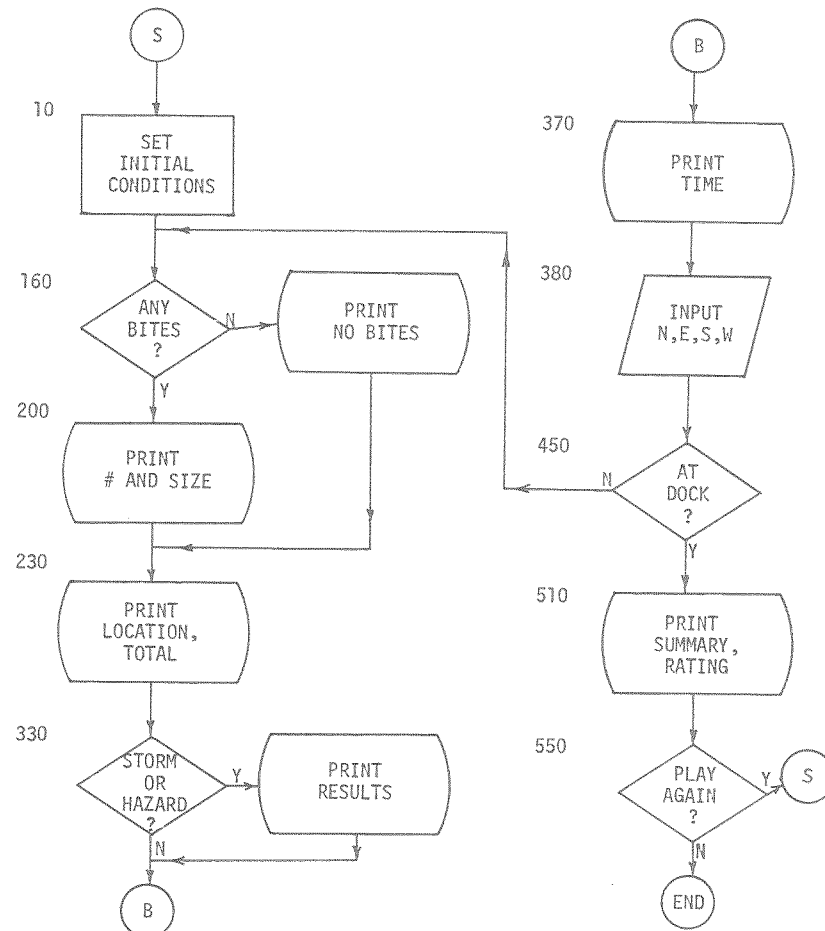 S
10
SET
INITIAL
CONDITIONS
160
ANY
BITES
?
N
PRINT
NO BITES
Y
200
PRINT
# AND SIZE
230
PRINT
LOCATION,
TOTAL
330
STORM
OR
HAZARD
?
Y
PRINT
RESULTS
N
B
B
370
PRINT
TIME
380
INPUT
N,E,S,W
450
AT
DOCK
?
N
Y
510
PRINT
SUMMARY,
RATING
550
PLAY
AGAIN
?
Y
S
N
END